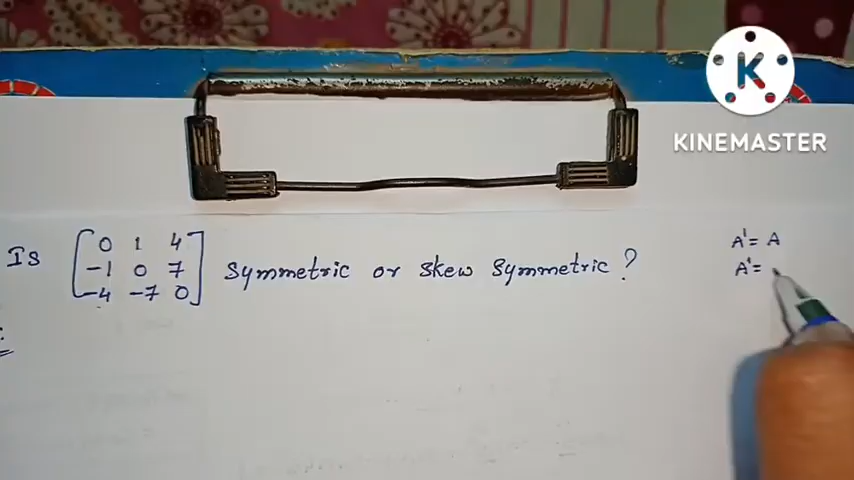 K
KINEMASTER
Is [0 1 4 symmetric or skew symmetric ?
-1 0 7
-4 -7 0]
A' = A
A' =